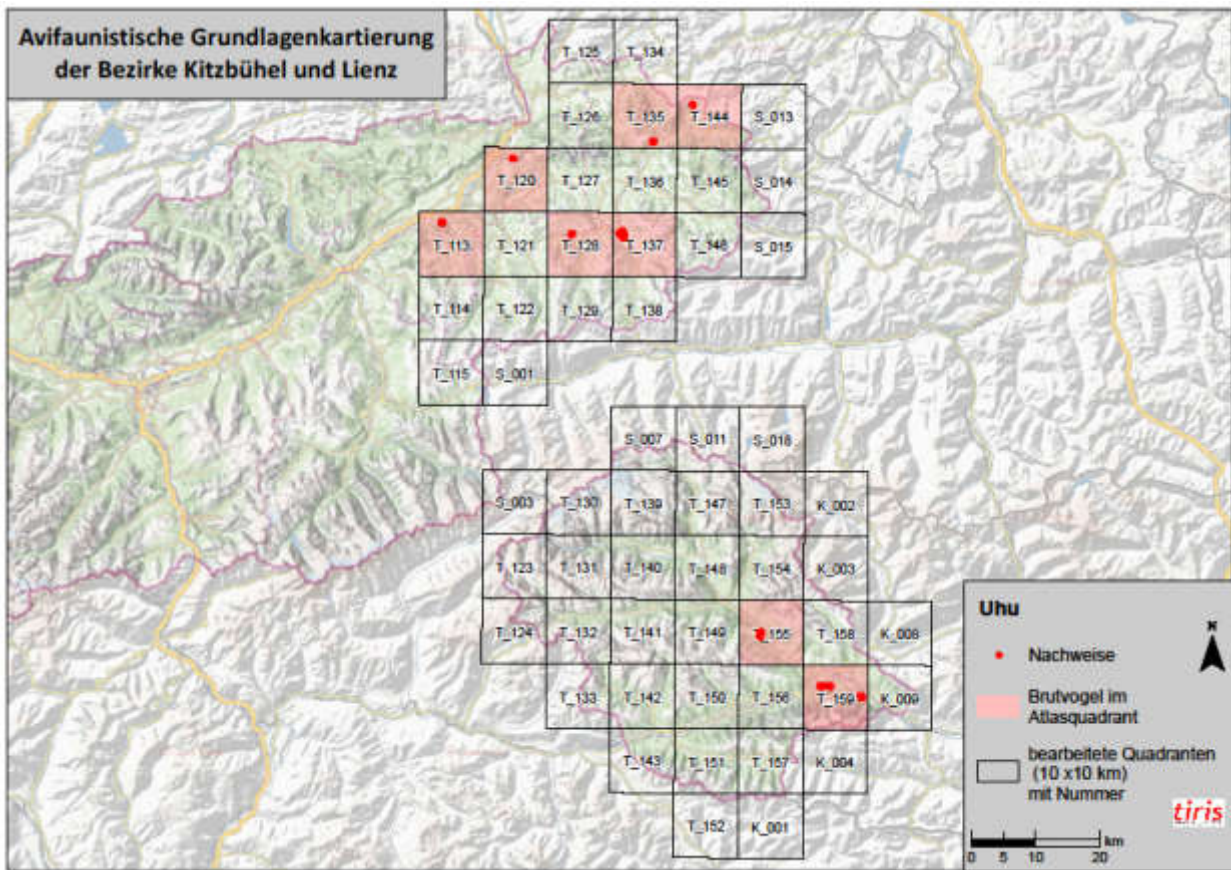 Avifaunistische Grundlagenkartierung
der Bezirke Kitzbühel und Lienz
T_125 T_134
T_126 T_135 T_144 S_013
T_120 T_127 T_136 T_145 S_014
T_113 T_121 T_128 T_137 T_146 S_015
T_114 T_122 T_129 T_138
T_115 S_001
S_007 S_011 S_018
S_003 T_130 T_139 T_147 T_153 K_002
T_123 T_131 T_140 T_148 T_154 K_003
T_124 T_132 T_141 T_149 T_155 T_158 K_008
T_133 T_142 T_150 T_156 T_159 K_009
T_143 T_151 T_157 K_004
T_152 K_001
Uhu
N
Nachweise
Brutvogel im
Atlasquadrant
bearbeitete Quadranten
(10 x10 km)
mit Nummer
tiris
km
0 5 10 20